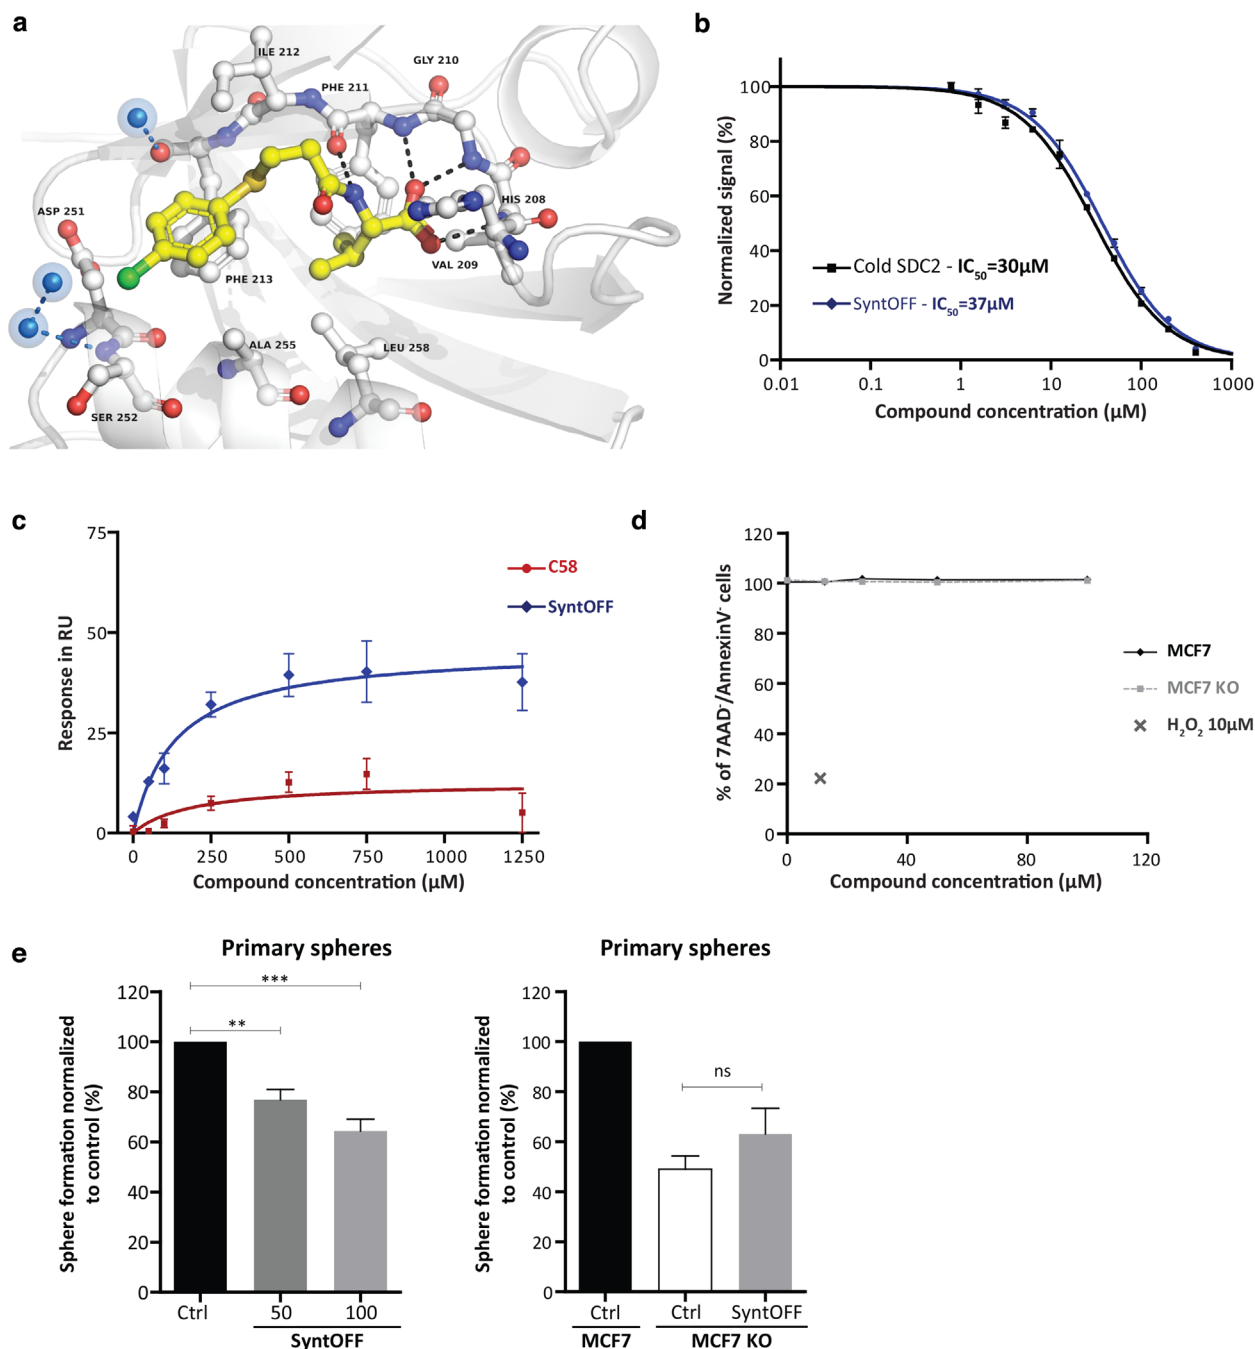 a
ILE 212
PHE 211
GLY 210
ASP 251
HIS 208
VAL 209
PHE 213
ALA 255
LEU 258
SER 252
b
Normalized signal (%)
100
80
60
40
20
0
Cold SDC2 - IC50=30µM
SyntOFF - IC50=37µM
0.01 0.1 1 10 100 1000
Compound concentration (µM)
c
Response in RU
75
50
25
0
C58
SyntOFF
0 250 500 750 1000 1250
Compound concentration (µM)
d
% of 7AAD-/AnnexinV- cells
120
100
80
60
40
20
0
MCF7
MCF7 KO
H2O2 10µM
0 40 80 120
Compound concentration (µM)
e
Primary spheres
Sphere formation normalized
to control (%)
120
100
80
60
40
20
0
***
**
Ctrl 50 100
SyntOFF
Primary spheres
Sphere formation normalized
to control (%)
120
100
80
60
40
20
0
ns
Ctrl Ctrl SyntOFF
MCF7 MCF7 KO